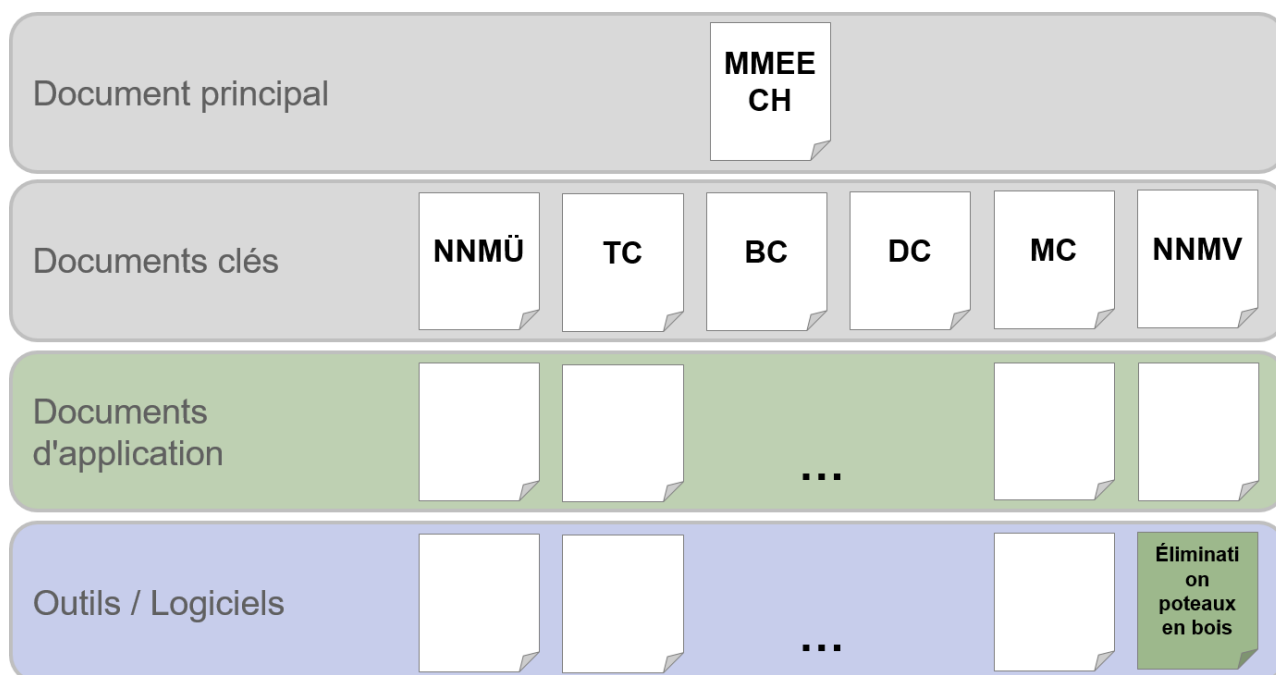 Document principal
MMEE
CH
Documents clés
NNMÜ
TC
BC
DC
MC
NNMV
Documents
d'application
...
Outils / Logiciels
...
Éliminati
on
poteaux
en bois